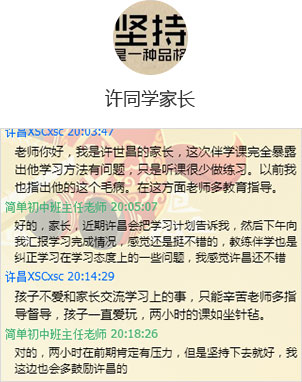 坚持
是一种品格
许同学家长
许昌XSCxsc 20:03:47
老师你好，我是许世昌的家长，这次伴学课完全暴露
出他学习方法有问题，只是听课很少做练习。以前我
也指出他的这个毛病。在这方面老师多教育指导。
简单初中班主任老师 20:05:07
好的，家长，近期许昌会把学习计划告诉我，然后下午向
我汇报学习完成情况，感觉还是挺不错的，教练伴学也是
纠正学习在学习态度上的一些问题，我感觉许昌还不错
许昌XSCxsc 20:14:29
孩子不爱和家长交流学习上的事，只能辛苦老师多指
导督导，孩子一直爱玩，两小时的课如坐针毡。
简单初中班主任老师 20:18:26
对的，两小时在前期肯定有压力，但是坚持下去就好，我
这边也会多鼓励许昌的